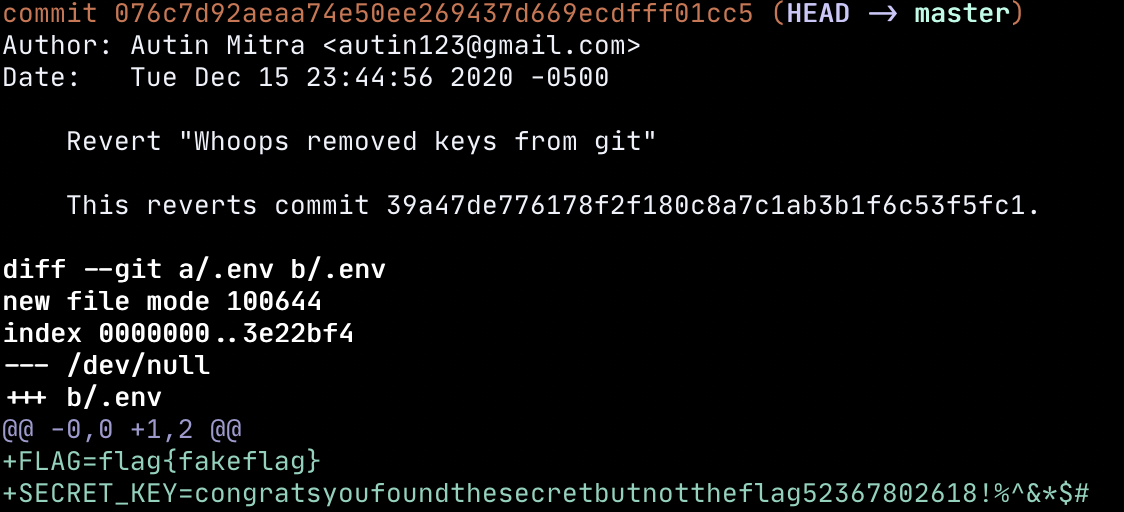 commit 076c7d92aeaa74e50ee269437d669ecdfff01cc5 (HEAD -> master)
Author: Autin Mitra <autin123@gmail.com>
Date:   Tue Dec 15 23:44:56 2020 -0500

    Revert "Whoops removed keys from git"

    This reverts commit 39a47de776178f2f180c8a7c1ab3b1f6c53f5fc1.

diff --git a/.env b/.env
new file mode 100644
index 0000000..3e22bf4
--- /dev/null
+++ b/.env
@@ -0,0 +1,2 @@
+FLAG=flag{fakeflag}
+SECRET_KEY=congratsyoufoundthesecretbutnottheflag52367802618!%^&*$#